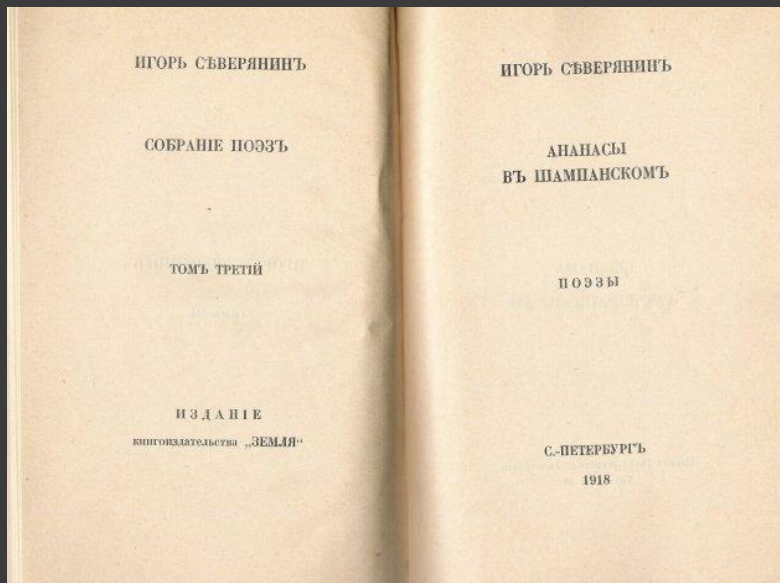 ИГОРЬ СѢВЕРЯНИНЪ
СОБРАНІЕ ПОЭЗЪ
ТОМЪ ТРЕТІЙ
ИЗДАНІЕ
книгоиздательства „ЗЕМЛЯ“
ИГОРЬ СѢВЕРЯНИНЪ
АНАНАСЫ
ВЪ ШАМПАНСКОМЪ
ПОЭЗЫ
С.-ПЕТЕРБУРГЪ
1918